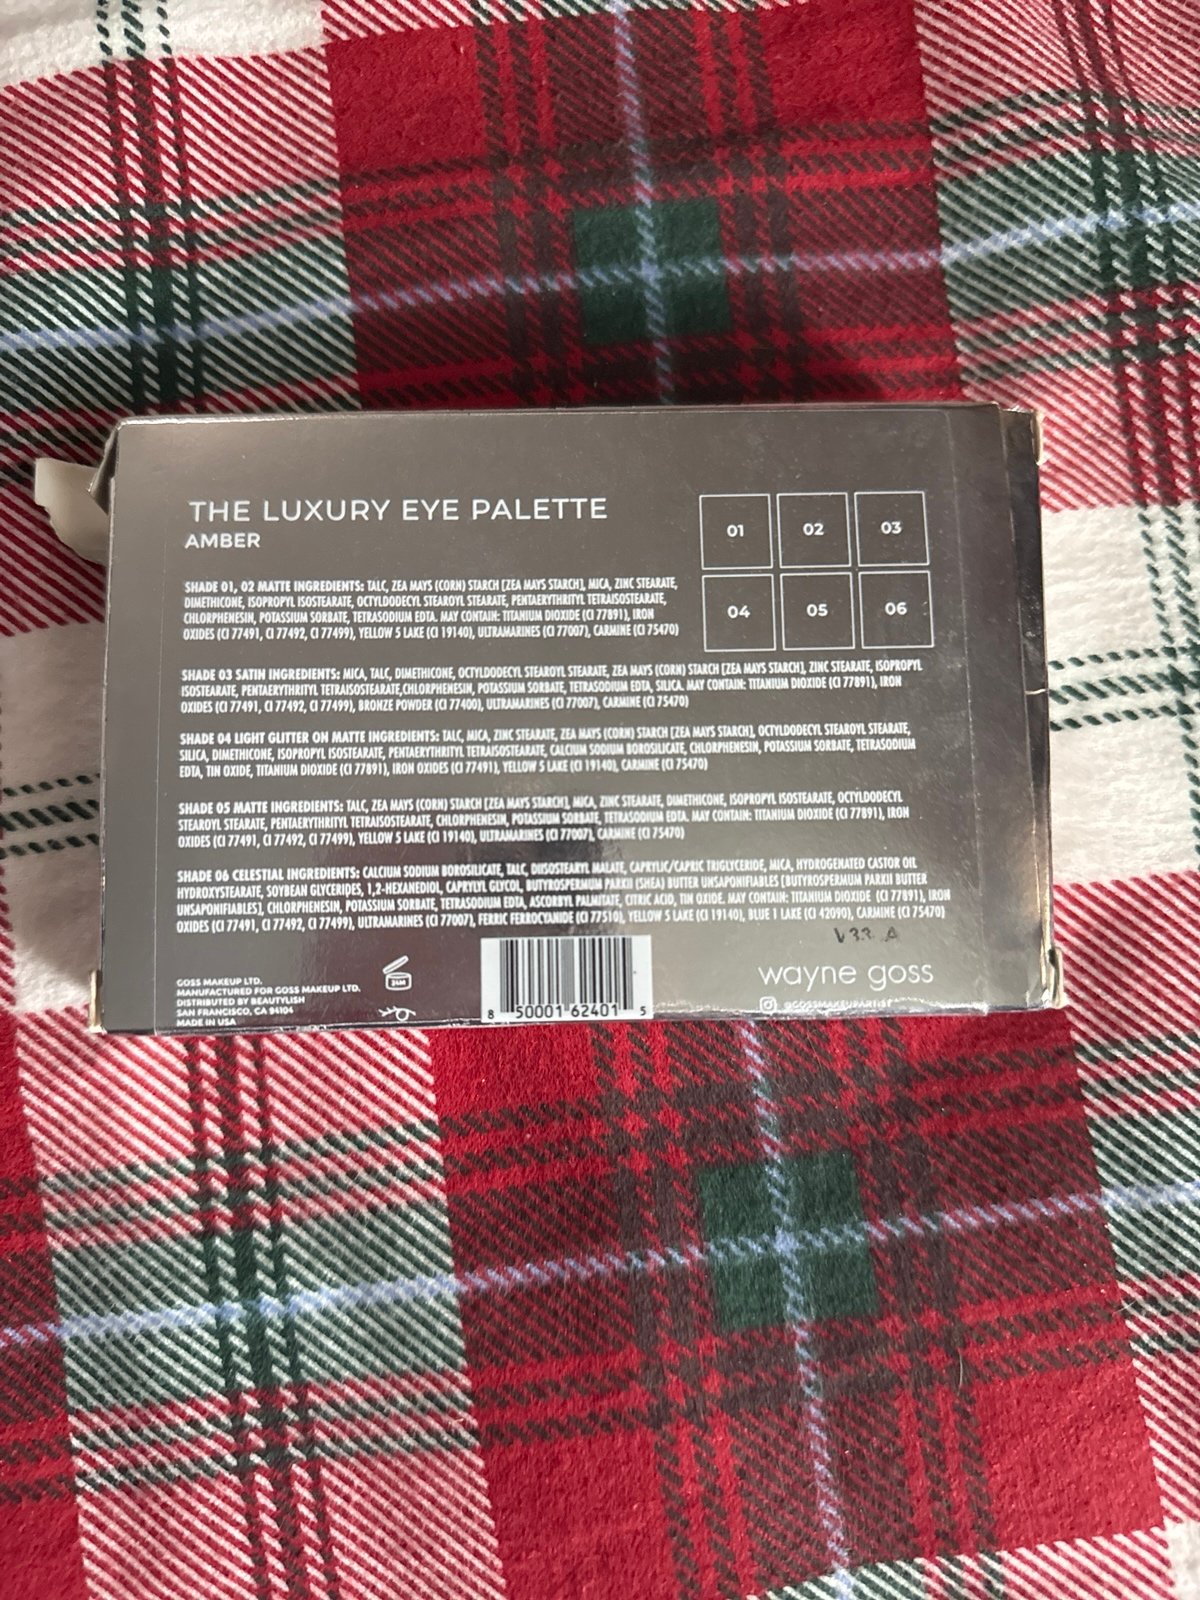 THE LUXURY EYE PALETTE
AMBER
01 02 03
04 05 06
SHADE 01, 02 MATTE INGREDIENTS: TALC, ZEA MAYS (CORN) STARCH [ZEA MAYS STARCH], MICA, ZINC STEARATE,
DIMETHICONE, ISOPROPYL ISOSTEARATE, OCTYLDODECYL STEAROYL STEARATE, PENTAERYTHRITYL TETRAISOSTEARATE,
CHLORPHENESIN, POTASSIUM SORBATE, TETRASODIUM EDTA. MAY CONTAIN: TITANIUM DIOXIDE (CI 77891), IRON
OXIDES (CI 77491, CI 77492, CI 77499), YELLOW 5 LAKE (CI 19140), ULTRAMARINES (CI 77007), CARMINE (CI 75470)
SHADE 03 SATIN INGREDIENTS: MICA, TALC, DIMETHICONE, OCTYLDODECYL STEAROYL STEARATE, ZEA MAYS (CORN) STARCH [ZEA MAYS STARCH], ZINC STEARATE, ISOPROPYL
ISOSTEARATE, PENTAERYTHRITYL TETRAISOSTEARATE,CHLORPHENESIN, POTASSIUM SORBATE, TETRASODIUM EDTA, SILICA. MAY CONTAIN: TITANIUM DIOXIDE (CI 77891), IRON
OXIDES (CI 77491, CI 77492, CI 77499), BRONZE POWDER (CI 77400), ULTRAMARINES (CI 77007), CARMINE (CI 75470)
SHADE 04 LIGHT GLITTER ON MATTE INGREDIENTS: TALC, MICA, ZINC STEARATE, ZEA MAYS (CORN) STARCH [ZEA MAYS STARCH], OCTYLDODECYL STEAROYL STEARATE,
SILICA, DIMETHICONE, ISOPROPYL ISOSTEARATE, PENTAERYTHRITYL TETRAISOSTEARATE, CALCIUM SODIUM BOROSILICATE, CHLORPHENESIN, POTASSIUM SORBATE, TETRASODIUM
EDTA, TIN OXIDE, TITANIUM DIOXIDE (CI 77891), IRON OXIDES (CI 77491), YELLOW 5 LAKE (CI 19140), CARMINE (CI 75470)
SHADE 05 MATTE INGREDIENTS: TALC, ZEA MAYS (CORN) STARCH [ZEA MAYS STARCH], MICA, ZINC STEARATE, DIMETHICONE, ISOPROPYL ISOSTEARATE, OCTYLDODECYL
STEAROYL STEARATE, PENTAERYTHRITYL TETRAISOSTEARATE, CHLORPHENESIN, POTASSIUM SORBATE, TETRASODIUM EDTA. MAY CONTAIN: TITANIUM DIOXIDE (CI 77891), IRON
OXIDES (CI 77491, CI 77492, CI 77499), YELLOW 5 LAKE (CI 19140), ULTRAMARINES (CI 77007), CARMINE (CI 75470)
SHADE 06 CELESTIAL INGREDIENTS: CALCIUM SODIUM BOROSILICATE, TALC, DIISOSTEARYL MALATE, CAPRYLIC/CAPRIC TRIGLYCERIDE, MICA, HYDROGENATED CASTOR OIL
HYDROXYSTEARATE, SOYBEAN GLYCERIDES, 1,2-HEXANEDIOL, CAPRYLYL GLYCOL, BUTYROSPERMUM PARKII (SHEA) BUTTER UNSAPONIFIABLES [BUTYROSPERMUM PARKII BUTTER
UNSAPONIFIABLES], CHLORPHENESIN, POTASSIUM SORBATE, TETRASODIUM EDTA, ASCORBYL PALMITATE, CITRIC ACID, TIN OXIDE. MAY CONTAIN: TITANIUM DIOXIDE (CI 77891), IRON
OXIDES (CI 77491, CI 77492, CI 77499), ULTRAMARINES (CI 77007), FERRIC FERROCYANIDE (CI 77510), YELLOW 5 LAKE (CI 19140), BLUE 1 LAKE (CI 42090), CARMINE (CI 75470)
V33 A
GOSS MAKEUP LTD.
MANUFACTURED FOR GOSS MAKEUP LTD.
DISTRIBUTED BY BEAUTYLISH
SAN FRANCISCO, CA 94104
MADE IN USA
24M
8 50001 62401 5
wayne goss